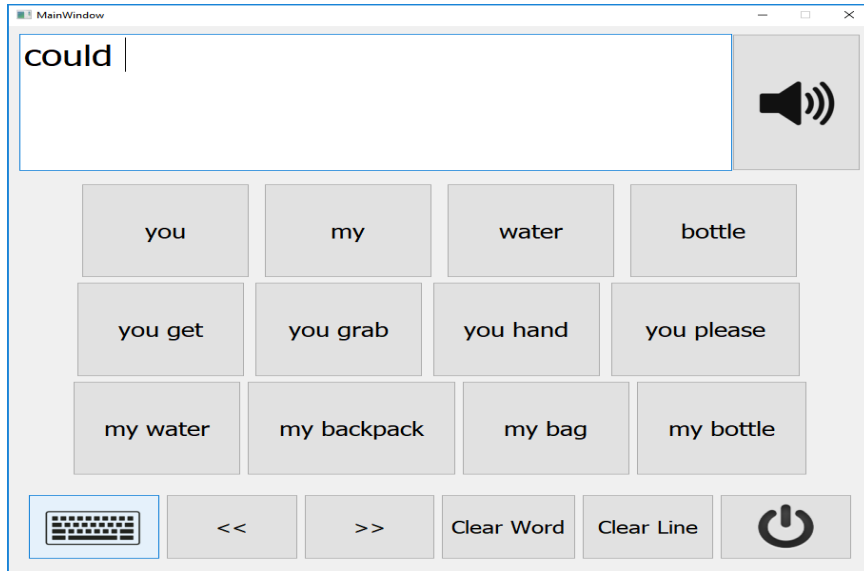 MainWindow
could
you my water bottle
you get you grab you hand you please
my water my backpack my bag my bottle
<< >> Clear Word Clear Line